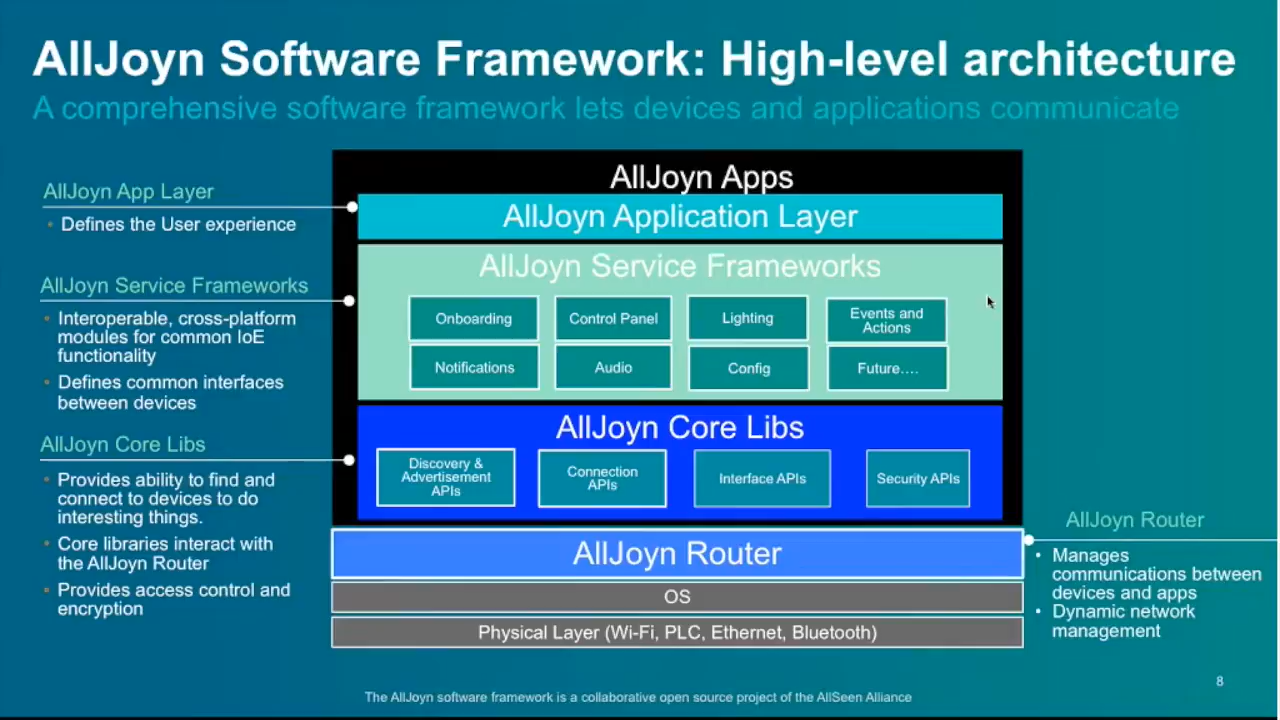 AllJoyn Software Framework: High-level architecture
A comprehensive software framework lets devices and applications communicate
AllJoyn App Layer
• Defines the User experience
AllJoyn Service Frameworks
• Interoperable, cross-platform
modules for common IoE
functionality
• Defines common interfaces
between devices
AllJoyn Core Libs
• Provides ability to find and
connect to devices to do
interesting things.
• Core libraries interact with
the AllJoyn Router
• Provides access control and
encryption
AllJoyn Apps
AllJoyn Application Layer
AllJoyn Service Frameworks
Onboarding
Control Panel
Lighting
Events and
Actions
Notifications
Audio
Config
Future....
AllJoyn Core Libs
Discovery &
Advertisement
APIs
Connection
APIs
Interface APIs
Security APIs
AllJoyn Router
OS
Physical Layer (Wi-Fi, PLC, Ethernet, Bluetooth)
AllJoyn Router
• Manages
communications between
devices and apps
• Dynamic network
management
The AllJoyn software framework is a collaborative open source project of the AllSeen Alliance
8